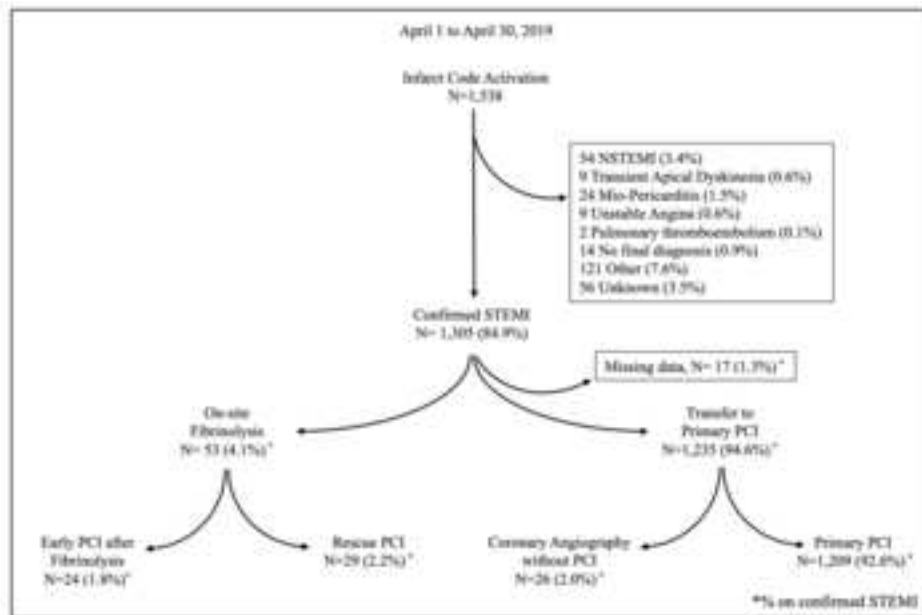 April 1 to April 30, 2019
Infarct Code Activation
N=1,538
54 NSTEMI (3.4%)
9 Transient Apical Dyskinesia (0.6%)
24 Mio-Pericarditis (1.5%)
9 Unstable Angina (0.6%)
2 Pulmonary thromboembolism (0.1%)
14 No final diagnosis (0.9%)
121 Other (7.6%)
56 Unknown (3.5%)
Confirmed STEMI
N= 1,305 (84.9%)
Missing data, N= 17 (1.3%)*
On-site
Fibrinolysis
N= 53 (4.1%)*
Transfer to
Primary PCI
N=1,235 (94.6%)*
Early PCI after
Fibrinolysis
N=24 (1.8%)*
Rescue PCI
N=29 (2.2%)*
Coronary Angiography
without PCI
N=26 (2.0%)*
Primary PCI
N=1,209 (92.6%)*
*% on confirmed STEMI